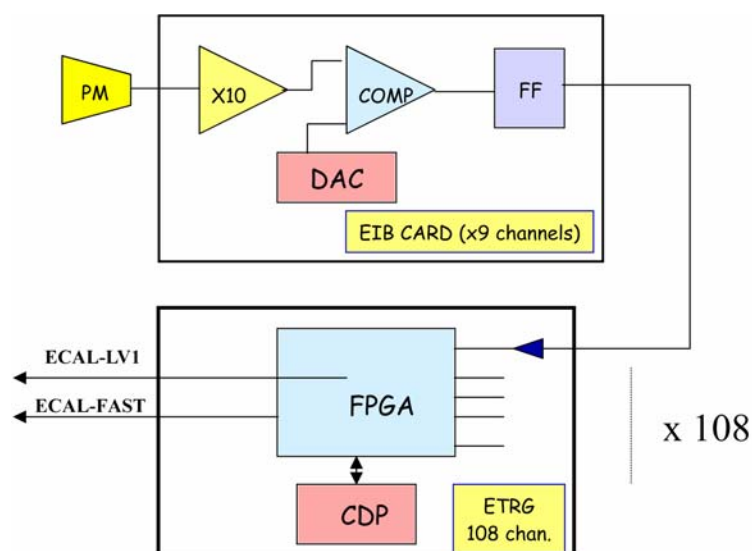 PM
X10
COMP
FF
DAC
EIB CARD (x9 channels)
ECAL-LV1
ECAL-FAST
FPGA
x 108
CDP
ETRG
108 chan.